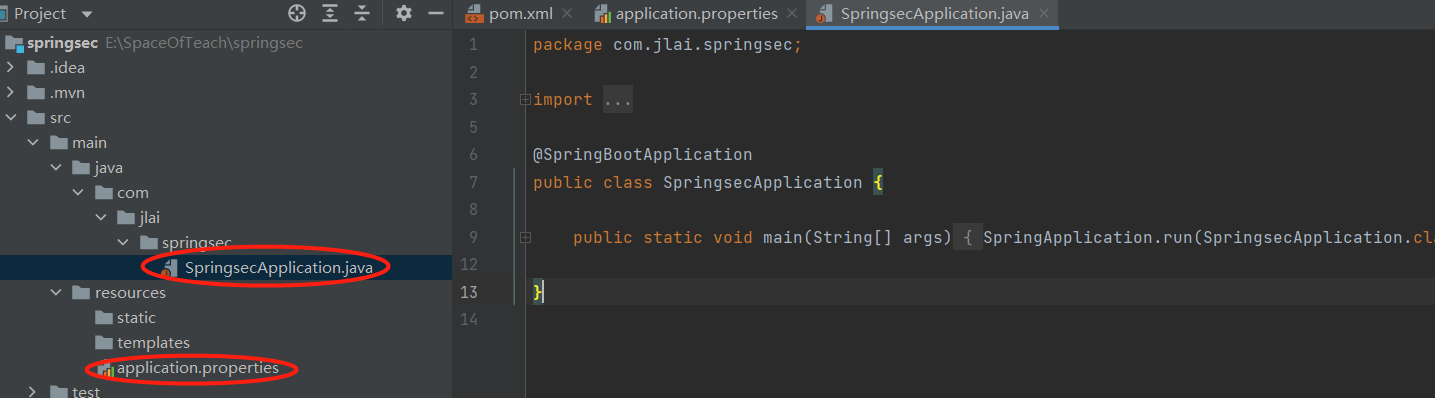 Project
springsec E:\SpaceOfTeach\springsec
.idea
.mvn
src
main
java
com
jlai
springsec
SpringsecApplication.java
resources
static
templates
application.properties
test
pom.xml
application.properties
SpringsecApplication.java
1 package com.jlai.springsec;
2
3 import ...
5
6 @SpringBootApplication
7 public class SpringsecApplication {
8
9 public static void main(String[] args) { SpringApplication.run(SpringsecApplication.cla
12
13 }
14